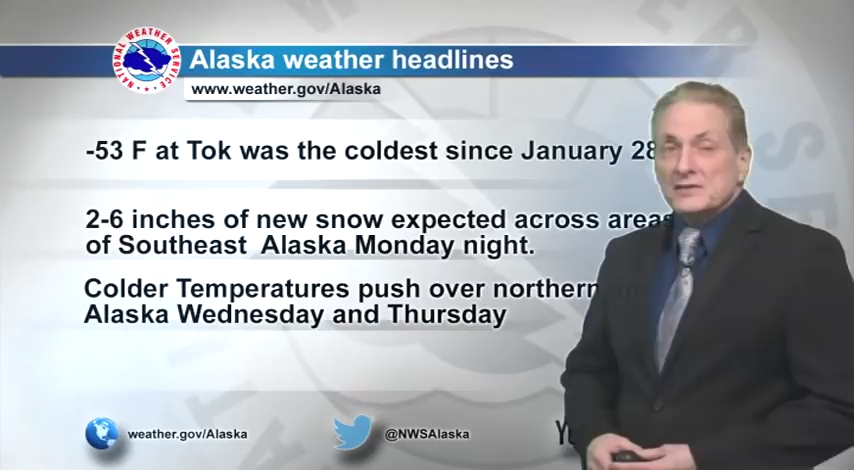 NATIONAL WEATHER SERVICE
Alaska weather headlines
www.weather.gov/Alaska
-53 F at Tok was the coldest since January 28
2-6 inches of new snow expected across areas
of Southeast Alaska Monday night.
Colder Temperatures push over northern
Alaska Wednesday and Thursday
weather.gov/Alaska
@NWSAlaska